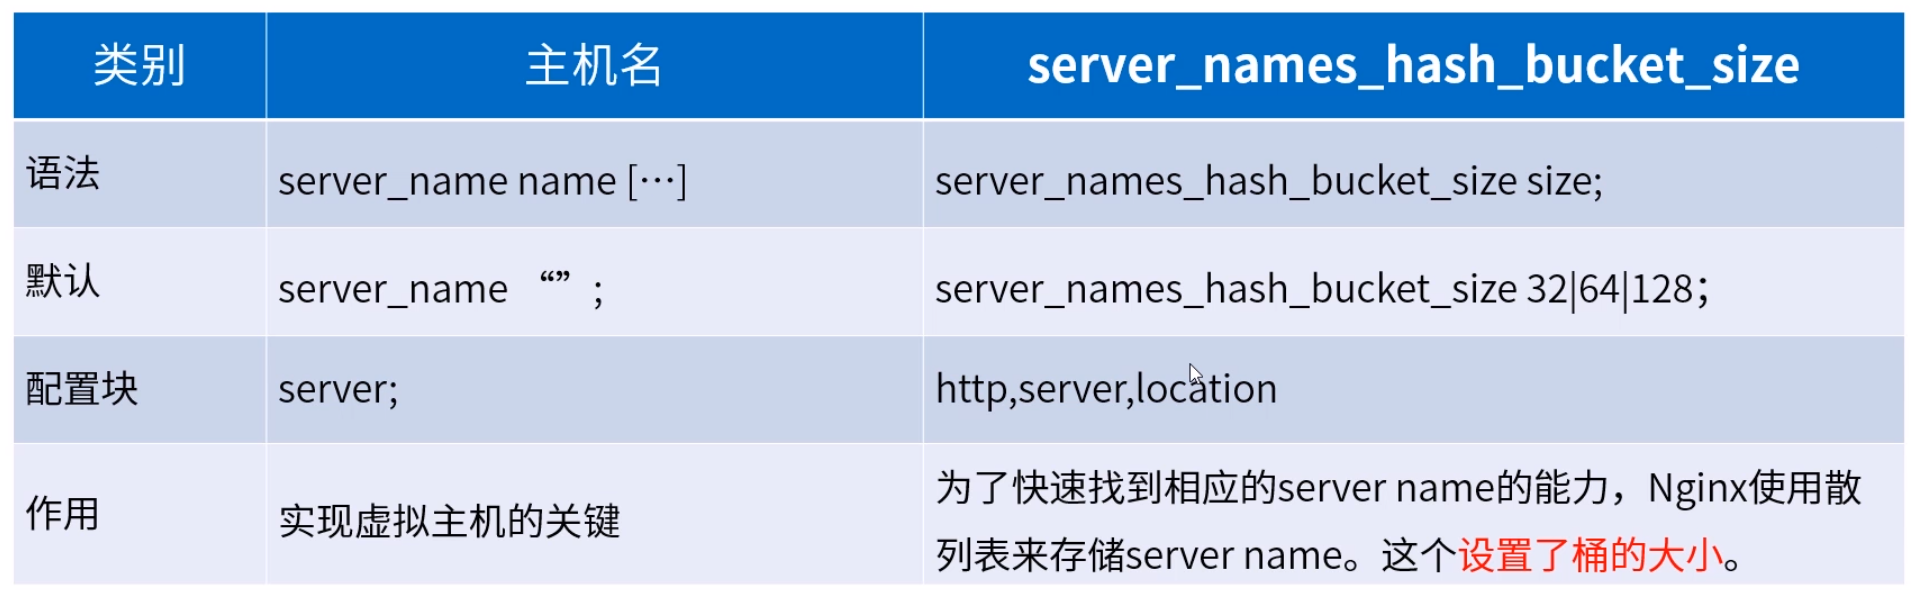 类别 主机名 server_names_hash_bucket_size
语法 server_name name […] server_names_hash_bucket_size size;
默认 server_name “” ; server_names_hash_bucket_size 32|64|128；
配置块 server; http,server,location
作用 实现虚拟主机的关键 为了快速找到相应的server name的能力，Nginx使用散
列表来存储server name。这个设置了桶的大小。